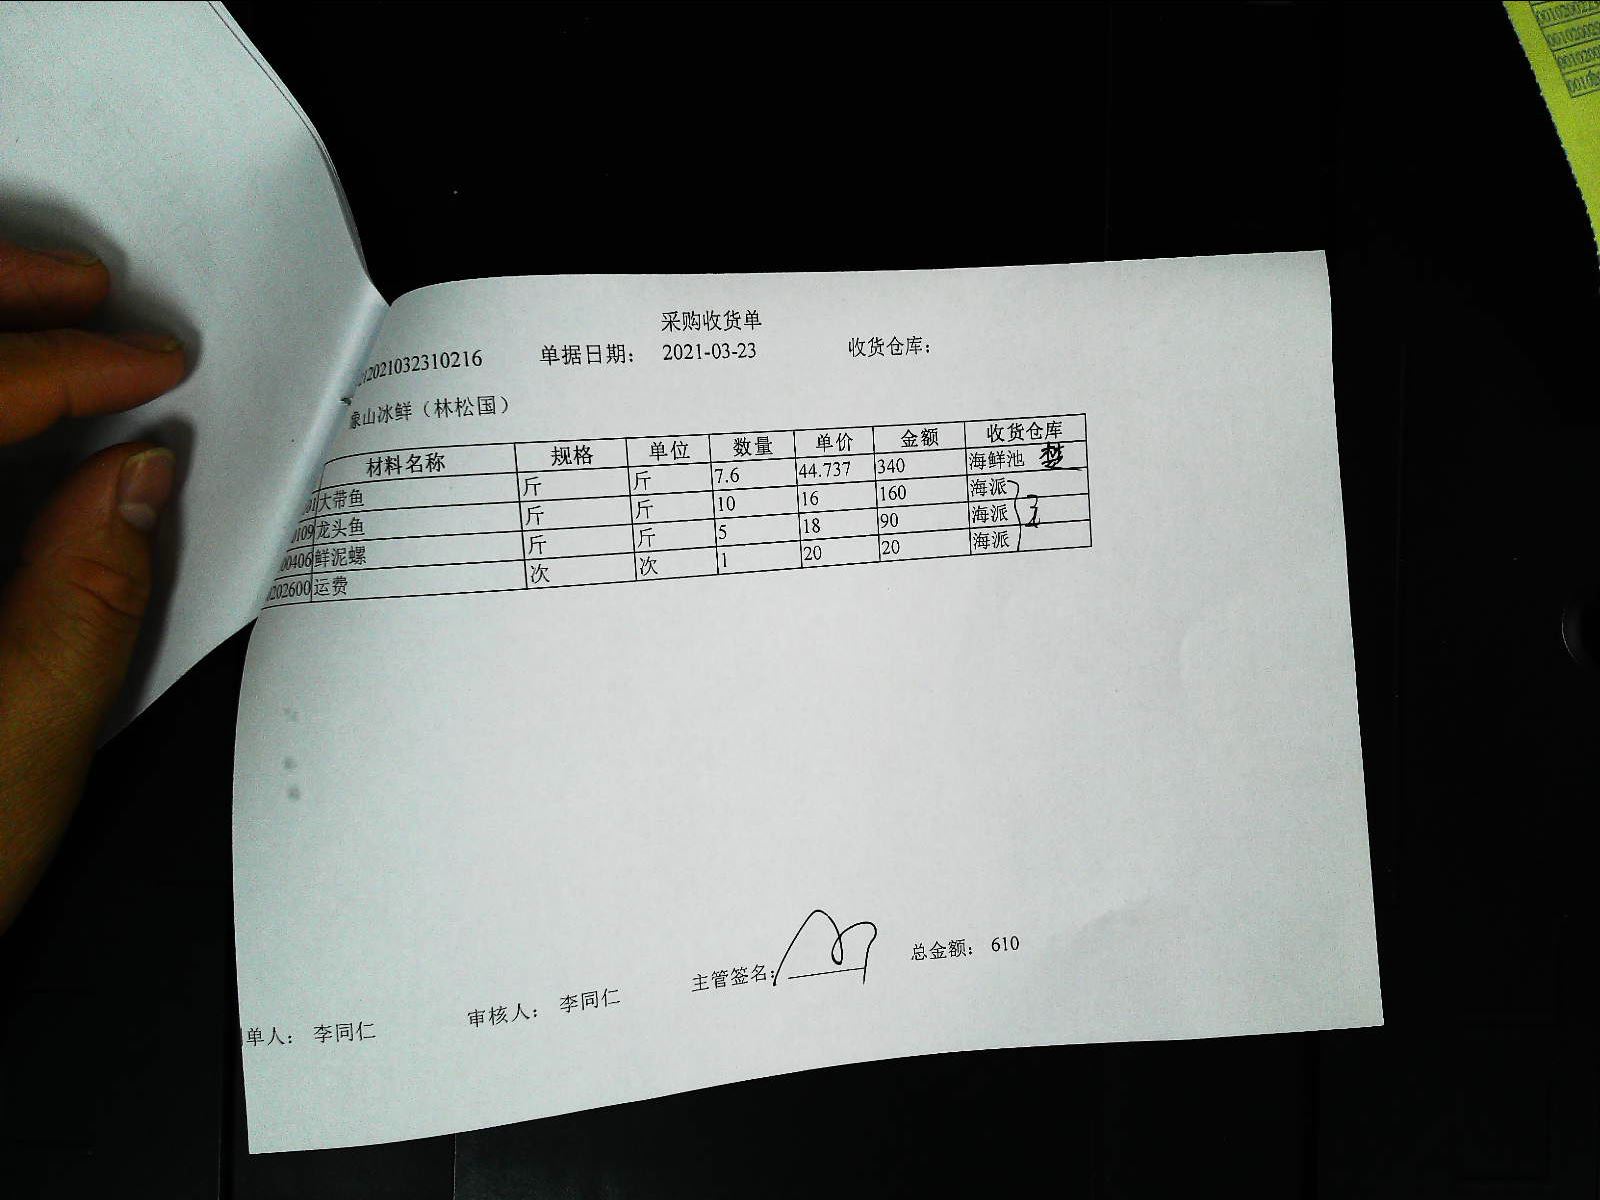 采购收货单
2021032310216 单据日期： 2021-03-23 收货仓库：
象山冰鲜（林松国）
材料名称 规格 单位 数量 单价 金额 收货仓库
01 大带鱼 斤 斤 7.6 44.737 340 海鲜池
0109 龙头鱼 斤 斤 10 16 160 海派
00406 鲜泥螺 斤 斤 5 18 90 海派
202600 运费 次 次 1 20 20 海派
单人： 李同仁 审核人： 李同仁 主管签名： 总金额： 610